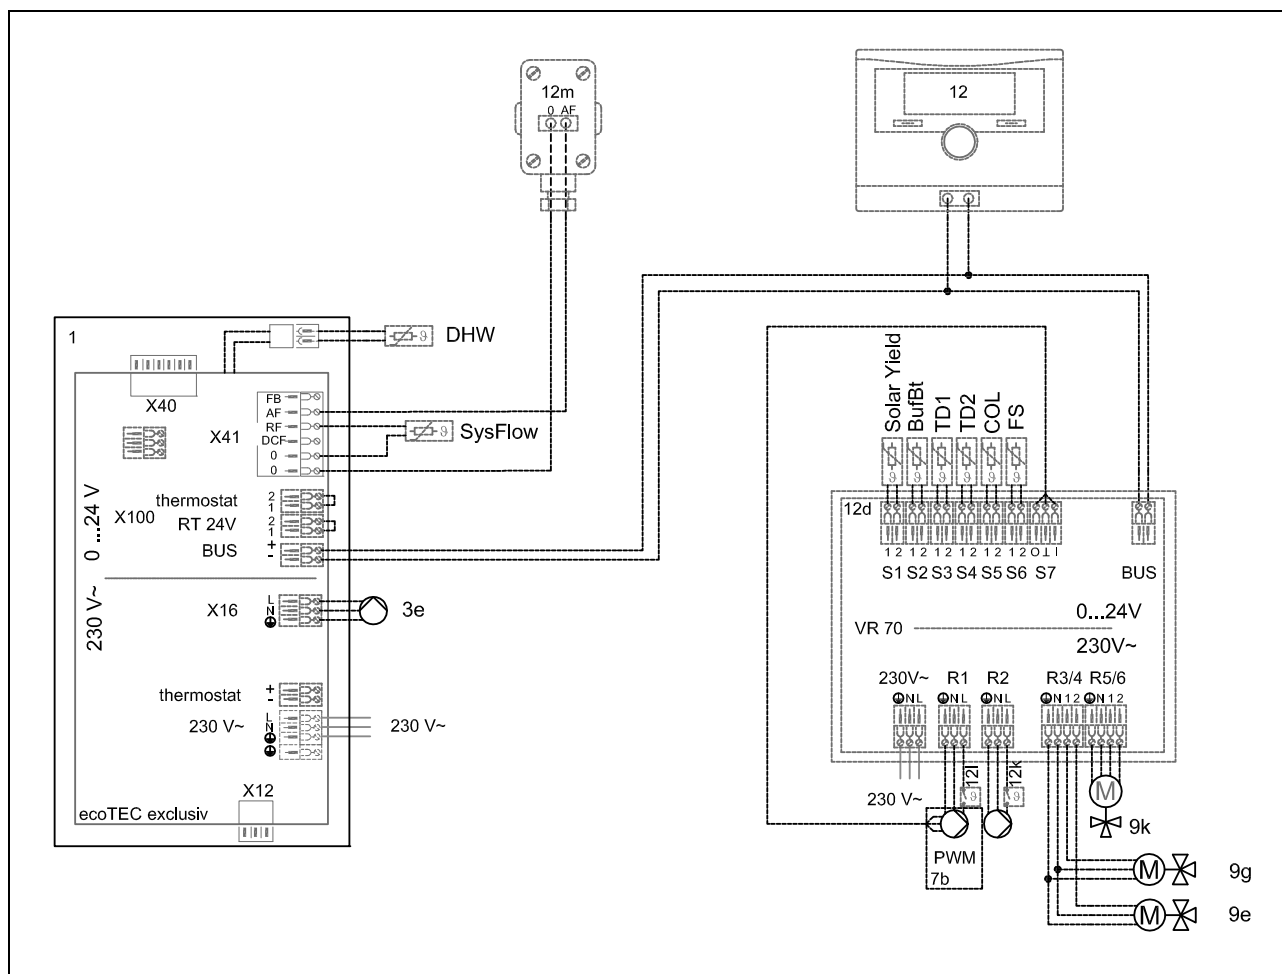 12m
0 AF
12
1
DHW
X40
X41
FB
AF
RF
DCF
0
0
SysFlow
0 ...24 V
X100
thermostat
2
1
RT 24V
2
1
BUS
+
-
230 V~
X16
L
N
3e
thermostat
+
-
230 V~
L
N
230 V~
X12
ecoTEC exclusiv
Solar Yield
BufBt
TD1
TD2
COL
FS
12d
1 2 1 2 1 2 1 2 1 2 1 2 O ⊥ I
S1 S2 S3 S4 S5 S6 S7 BUS
0...24V
VR 70
230V~
230V~ R1 R2 R3/4 R5/6
N L N L N L N 1 2 N 1 2
12l
12k
230 V~
M
9k
PWM
7b
M
9g
M
9e